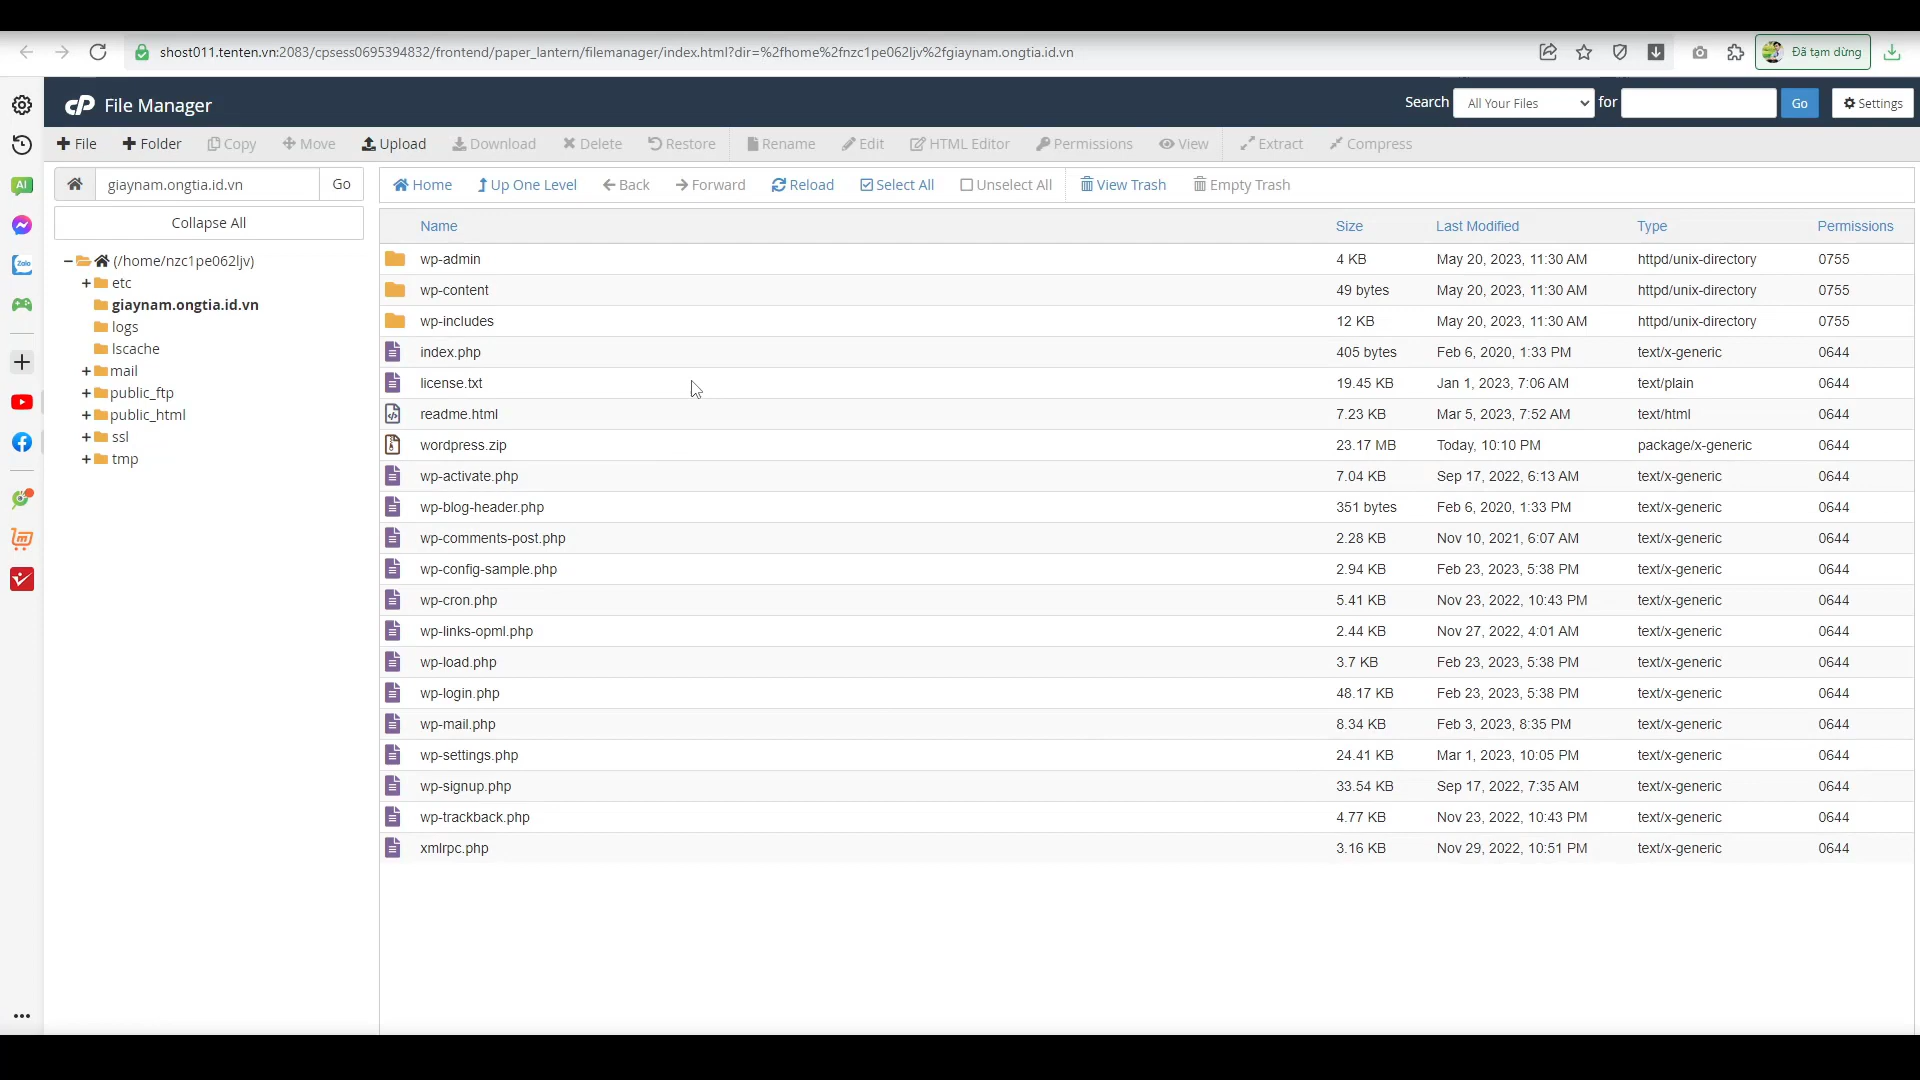 shost011.tenten.vn:2083/cpsess0695394832/frontend/paper_lantern/filemanager/index.html?dir=%2fhome%2fnzc1pe062ljv%2fgiaynam.ongtia.id.vn
Đã tạm dừng
cP File Manager
Search All Your Files for Go Settings
File Folder Copy Move Upload Download Delete Restore Rename Edit HTML Editor Permissions View Extract Compress
giaynam.ongtia.id.vn Go
Home Up One Level Back Forward Reload Select All Unselect All View Trash Empty Trash
Collapse All
(/home/nzc1pe062ljv)
etc
giaynam.ongtia.id.vn
logs
lscache
mail
public_ftp
public_html
ssl
tmp
AI
Zalo
Name Size Last Modified Type Permissions
wp-admin 4 KB May 20, 2023, 11:30 AM httpd/unix-directory 0755
wp-content 49 bytes May 20, 2023, 11:30 AM httpd/unix-directory 0755
wp-includes 12 KB May 20, 2023, 11:30 AM httpd/unix-directory 0755
index.php 405 bytes Feb 6, 2020, 1:33 PM text/x-generic 0644
license.txt 19.45 KB Jan 1, 2023, 7:06 AM text/plain 0644
readme.html 7.23 KB Mar 5, 2023, 7:52 AM text/html 0644
wordpress.zip 23.17 MB Today, 10:10 PM package/x-generic 0644
wp-activate.php 7.04 KB Sep 17, 2022, 6:13 AM text/x-generic 0644
wp-blog-header.php 351 bytes Feb 6, 2020, 1:33 PM text/x-generic 0644
wp-comments-post.php 2.28 KB Nov 10, 2021, 6:07 AM text/x-generic 0644
wp-config-sample.php 2.94 KB Feb 23, 2023, 5:38 PM text/x-generic 0644
wp-cron.php 5.41 KB Nov 23, 2022, 10:43 PM text/x-generic 0644
wp-links-opml.php 2.44 KB Nov 27, 2022, 4:01 AM text/x-generic 0644
wp-load.php 3.7 KB Feb 23, 2023, 5:38 PM text/x-generic 0644
wp-login.php 48.17 KB Feb 23, 2023, 5:38 PM text/x-generic 0644
wp-mail.php 8.34 KB Feb 3, 2023, 8:35 PM text/x-generic 0644
wp-settings.php 24.41 KB Mar 1, 2023, 10:05 PM text/x-generic 0644
wp-signup.php 33.54 KB Sep 17, 2022, 7:35 AM text/x-generic 0644
wp-trackback.php 4.77 KB Nov 23, 2022, 10:43 PM text/x-generic 0644
xmlrpc.php 3.16 KB Nov 29, 2022, 10:51 PM text/x-generic 0644